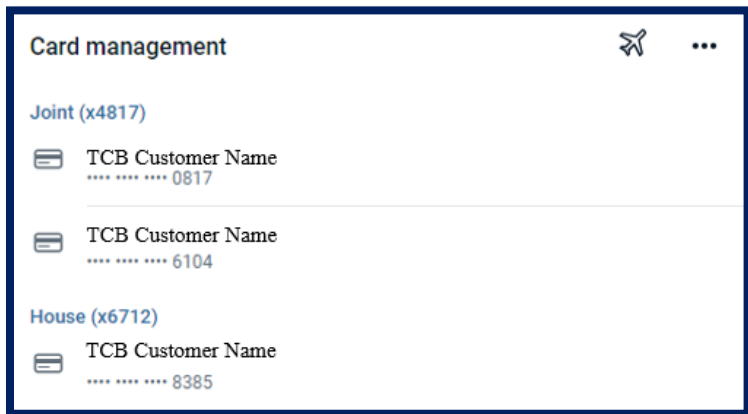 Card management
Joint (x4817)
TCB Customer Name
•••• •••• •••• 0817
TCB Customer Name
•••• •••• •••• 6104
House (x6712)
TCB Customer Name
•••• •••• •••• 8385